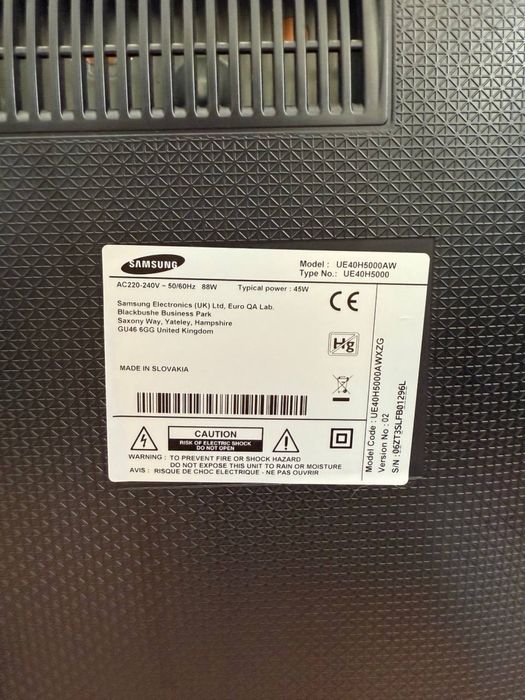 SAMSUNG
Model : UE40H5000AW
Type No.: UE40H5000
AC220-240V ~ 50/60Hz 88W Typical power : 45W
Samsung Electronics (UK) Ltd, Euro QA Lab.
Blackbushe Business Park
Saxony Way, Yateley, Hampshire
GU46 6GG United Kingdom
CE
Hg
MADE IN SLOVAKIA
CAUTION
RISK OF ELECTRIC SHOCK
DO NOT OPEN
WARNING : TO PREVENT FIRE OR SHOCK HAZARD
DO NOT EXPOSE THIS UNIT TO RAIN OR MOISTURE
AVIS : RISQUE DE CHOC ELECTRIQUE - NE PAS OUVRIR
Model Code : UE40H5000AWXZG
Version No : 02
S/N :06ZT3SLFB01296L